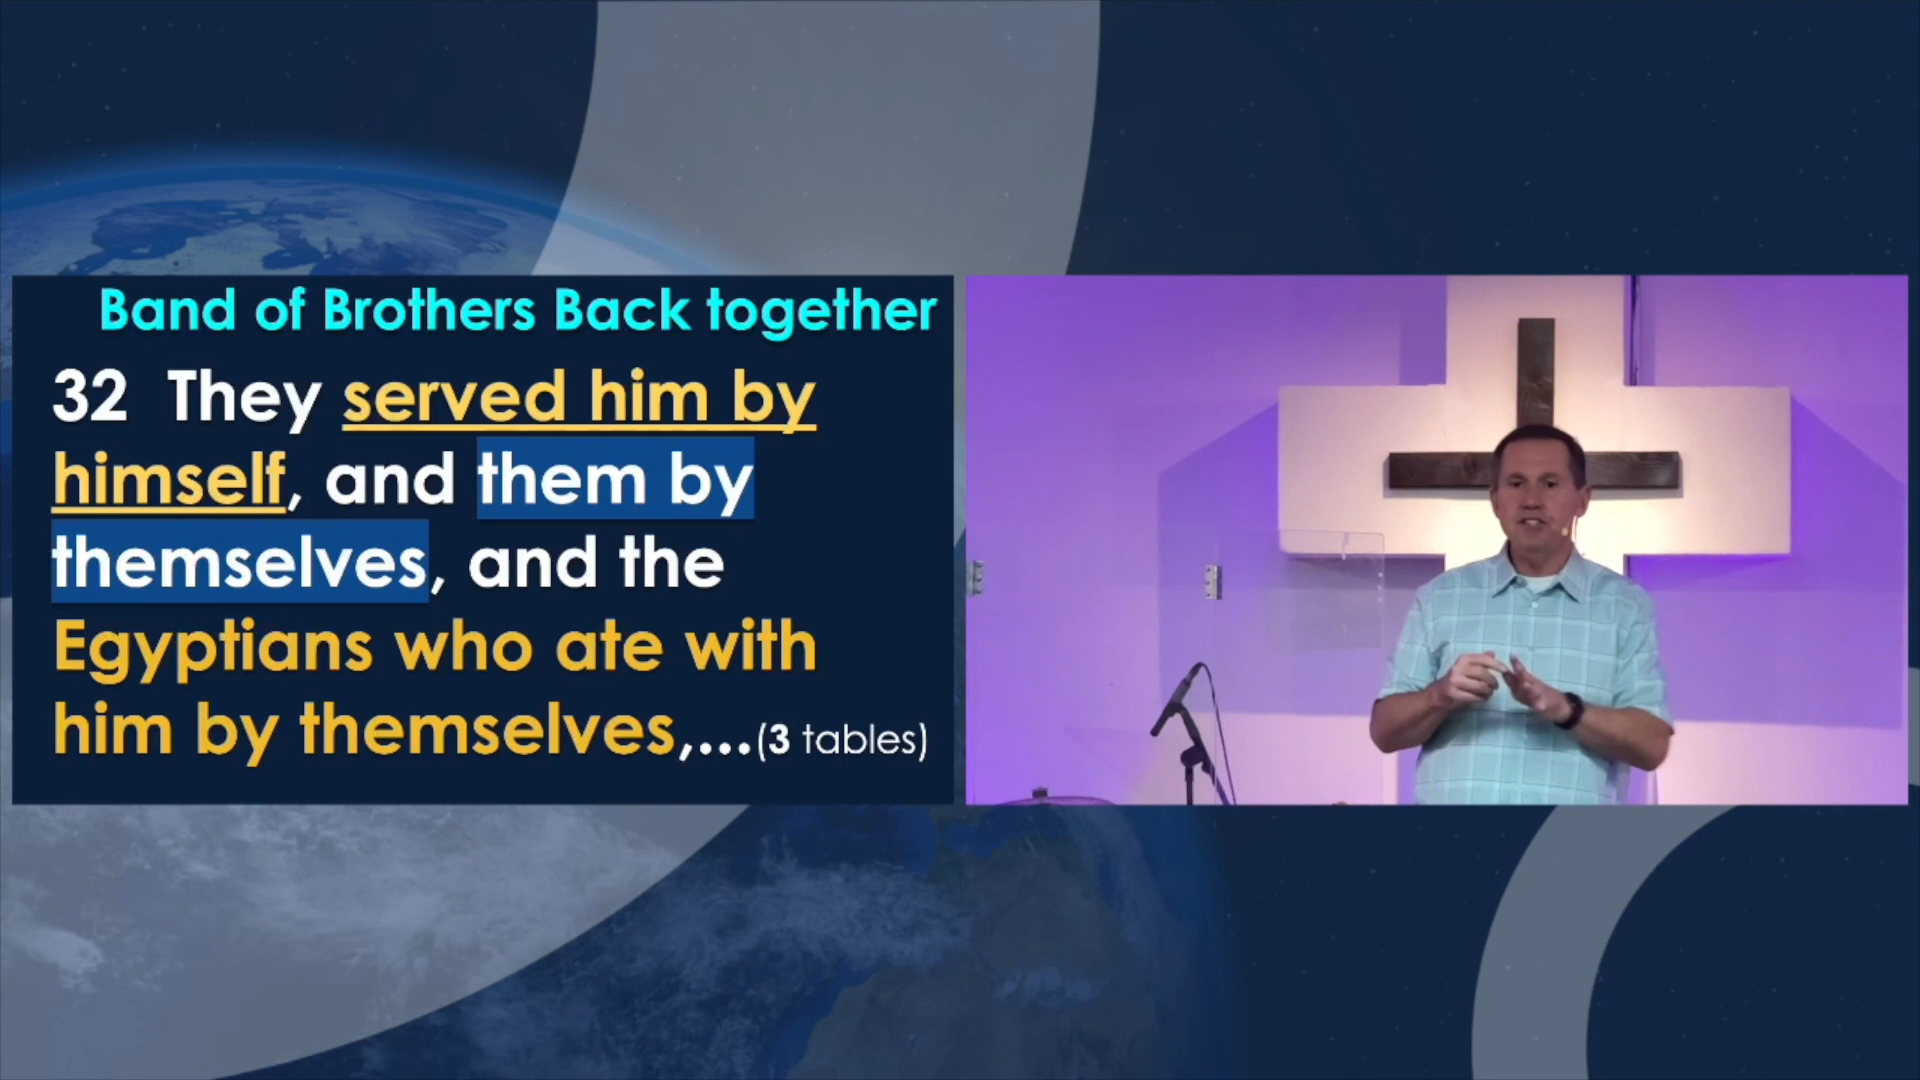 Band of Brothers Back together
32 They served him by
himself, and them by
themselves, and the
Egyptians who ate with
him by themselves,...(3 tables)